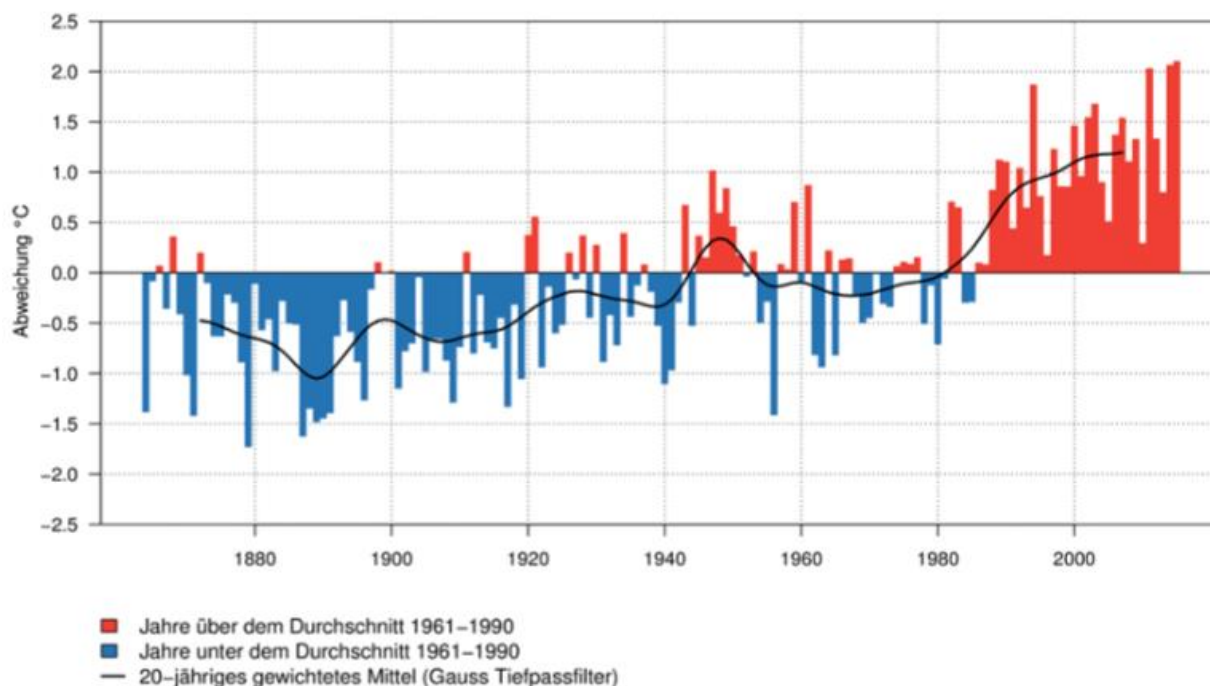 2.5
2.0
1.5
1.0
0.5
0.0
−0.5
−1.0
−1.5
−2.0
−2.5
Abweichung °C
1880 1900 1920 1940 1960 1980 2000
Jahre über dem Durchschnitt 1961−1990
Jahre unter dem Durchschnitt 1961−1990
20−jähriges gewichtetes Mittel (Gauss Tiefpassfilter)